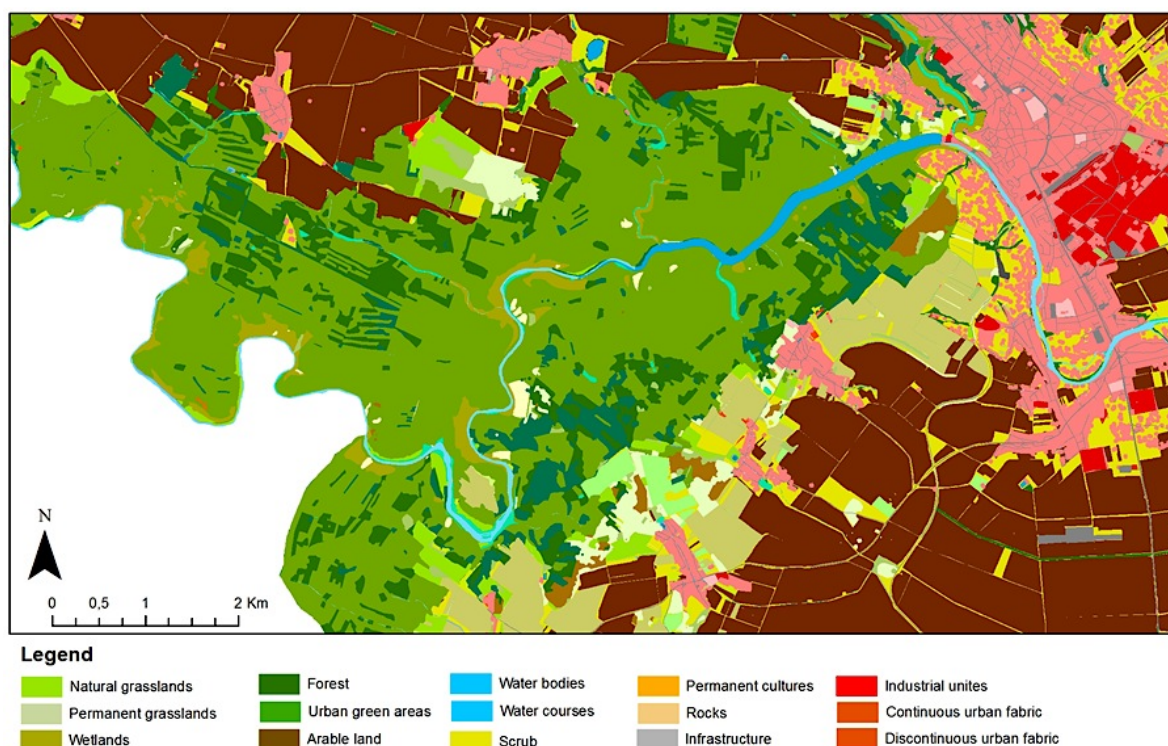 N
0 0,5 1 2 Km
Legend
Natural grasslands Forest Water bodies Permanent cultures Industrial unites
Permanent grasslands Urban green areas Water courses Rocks Continuous urban fabric
Wetlands Arable land Scrub Infrastructure Discontinuous urban fabric